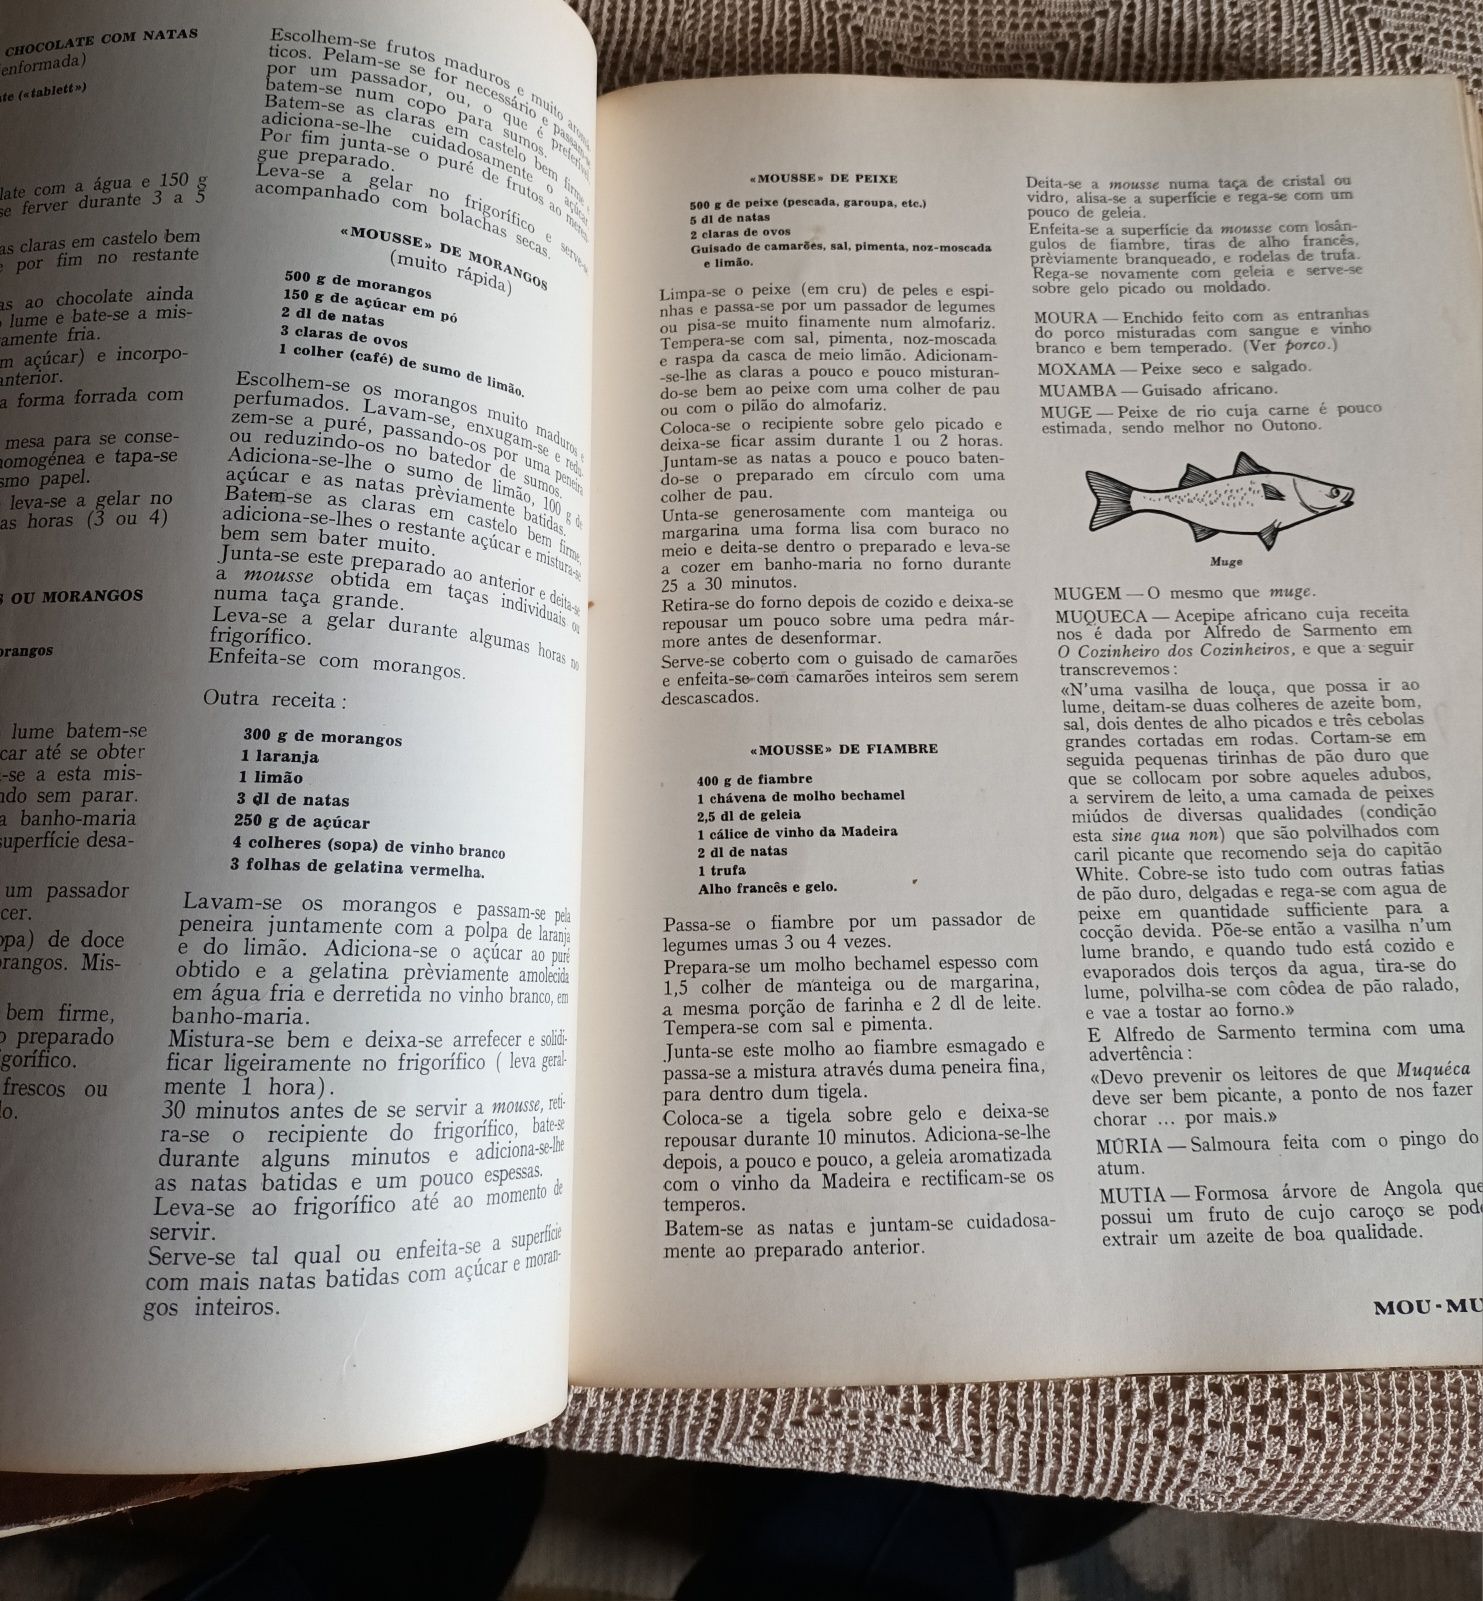 CHOCOLATE COM NATAS
enformada)
te («tablett»)
late com a água e 150 g
se ferver durante 3 a 5
as claras em castelo bem
e por fim no restante
as ao chocolate ainda
lume e bate-se a mis-
amente fria.
m açúcar) e incorpo-
anterior.
a forma forrada com
mesa para se conse-
homogénea e tapa-se
smo papel.
leva-se a gelar no
as horas (3 ou 4)
S OU MORANGOS
orangos
lume batem-se
car até se obter
-se a esta mis-
ndo sem parar.
a banho-maria
superfície desa-
um passador
cer.
opa) de doce
rangos. Mis-
bem firme,
o preparado
gorífico.
frescos ou
lo.
Escolhem-se frutos maduros e muito aromá-
ticos. Pelam-se se for necessário e passam-se
por um passador, ou, o que é preferível,
batem-se num copo para sumos.
Batem-se as claras em castelo bem firme e
adiciona-se-lhe cuidadosamente o açúcar.
Por fim junta-se o puré de frutos ao meren-
gue preparado.
Leva-se a gelar no frigorífico e serve-se
acompanhado com bolachas secas.
«MOUSSE» DE MORANGOS
(muito rápida)
500 g de morangos
150 g de açúcar em pó
2 dl de natas
3 claras de ovos
1 colher (café) de sumo de limão.
Escolhem-se os morangos muito maduros e
perfumados. Lavam-se, enxugam-se e redu-
zem-se a puré, passando-os por uma peneira
ou reduzindo-os no batedor de sumos.
Adiciona-se-lhe o sumo de limão, 100 g de
açúcar e as natas prèviamente batidas.
Batem-se as claras em castelo bem firme,
adiciona-se-lhes o restante açúcar e mistura-se
bem sem bater muito.
Junta-se este preparado ao anterior e deita-se
a mousse obtida em taças individuais ou
numa taça grande.
Leva-se a gelar durante algumas horas no
frigorífico.
Enfeita-se com morangos.
Outra receita :
300 g de morangos
1 laranja
1 limão
3 dl de natas
250 g de açúcar
4 colheres (sopa) de vinho branco
3 folhas de gelatina vermelha.
Lavam-se os morangos e passam-se pela
peneira juntamente com a polpa de laranja
e do limão. Adiciona-se o açúcar ao puré
obtido e a gelatina prèviamente amolecida
em água fria e derretida no vinho branco, em
banho-maria.
Mistura-se bem e deixa-se arrefecer e solidi-
ficar ligeiramente no frigorífico ( leva geral-
mente 1 hora).
30 minutos antes de se servir a mousse, reti-
ra-se o recipiente do frigorífico, bate-se
durante alguns minutos e adiciona-se-lhe
as natas batidas e um pouco espessas.
Leva-se ao frigorífico até ao momento de
servir.
Serve-se tal qual ou enfeita-se a superfície
com mais natas batidas com açúcar e moran-
gos inteiros.
«MOUSSE» DE PEIXE
500 g de peixe (pescada, garoupa, etc.)
5 dl de natas
2 claras de ovos
Guisado de camarões, sal, pimenta, noz-moscada
e limão.
Limpa-se o peixe (em cru) de peles e espi-
nhas e passa-se por um passador de legumes
ou pisa-se muito finamente num almofariz.
Tempera-se com sal, pimenta, noz-moscada
e raspa da casca de meio limão. Adicionam-
-se-lhe as claras a pouco e pouco misturan-
do-se bem ao peixe com uma colher de pau
ou com o pilão do almofariz.
Coloca-se o recipiente sobre gelo picado e
deixa-se ficar assim durante 1 ou 2 horas.
Juntam-se as natas a pouco e pouco baten-
do-se o preparado em círculo com uma
colher de pau.
Unta-se generosamente com manteiga ou
margarina uma forma lisa com buraco no
meio e deita-se dentro o preparado e leva-se
a cozer em banho-maria no forno durante
25 a 30 minutos.
Retira-se do forno depois de cozido e deixa-se
repousar um pouco sobre uma pedra már-
more antes de desenformar.
Serve-se coberto com o guisado de camarões
e enfeita-se com camarões inteiros sem serem
descascados.
«MOUSSE» DE FIAMBRE
400 g de fiambre
1 chávena de molho bechamel
2,5 dl de geleia
1 cálice de vinho da Madeira
2 dl de natas
1 trufa
Alho francês e gelo.
Passa-se o fiambre por um passador de
legumes umas 3 ou 4 vezes.
Prepara-se um molho bechamel espesso com
1,5 colher de manteiga ou de margarina,
a mesma porção de farinha e 2 dl de leite.
Tempera-se com sal e pimenta.
Junta-se este molho ao fiambre esmagado e
passa-se a mistura através duma peneira fina,
para dentro dum tigela.
Coloca-se a tigela sobre gelo e deixa-se
repousar durante 10 minutos. Adiciona-se-lhe
depois, a pouco e pouco, a geleia aromatizada
com o vinho da Madeira e rectificam-se os
temperos.
Batem-se as natas e juntam-se cuidadosa-
mente ao preparado anterior.
Deita-se a mousse numa taça de cristal ou
vidro, alisa-se a superfície e rega-se com um
pouco de geleia.
Enfeita-se a superfície da mousse com losân-
gulos de fiambre, tiras de alho francês,
prèviamente branqueado, e rodelas de trufa.
Rega-se novamente com geleia e serve-se
sobre gelo picado ou moldado.
MOURA — Enchido feito com as entranhas
do porco misturadas com sangue e vinho
branco e bem temperado. (Ver porco.)
MOXAMA — Peixe seco e salgado.
MUAMBA — Guisado africano.
MUGE — Peixe de rio cuja carne é pouco
estimada, sendo melhor no Outono.
Muge
MUGEM — O mesmo que muge.
MUQUECA — Acepipe africano cuja receita
nos é dada por Alfredo de Sarmento em
O Cozinheiro dos Cozinheiros, e que a seguir
transcrevemos :
«N'uma vasilha de louça, que possa ir ao
lume, deitam-se duas colheres de azeite bom,
sal, dois dentes de alho picados e três cebolas
grandes cortadas em rodas. Cortam-se em
seguida pequenas tirinhas de pão duro que
que se collocam por sobre aqueles adubos,
a servirem de leito, a uma camada de peixes
miúdos de diversas qualidades (condição
esta sine qua non) que são polvilhados com
caril picante que recomendo seja do capitão
White. Cobre-se isto tudo com outras fatias
de pão duro, delgadas e rega-se com agua de
peixe em quantidade sufficiente para a
cocção devida. Põe-se então a vasilha n'um
lume brando, e quando tudo está cozido e
evaporados dois terços da agua, tira-se do
lume, polvilha-se com côdea de pão ralado,
e vae a tostar ao forno.»
E Alfredo de Sarmento termina com uma
advertência :
«Devo prevenir os leitores de que Muquéca
deve ser bem picante, a ponto de nos fazer
chorar ... por mais.»
MÚRIA — Salmoura feita com o pingo do
atum.
MUTIA — Formosa árvore de Angola que
possui um fruto de cujo caroço se pode
extrair um azeite de boa qualidade.
MOU-MU